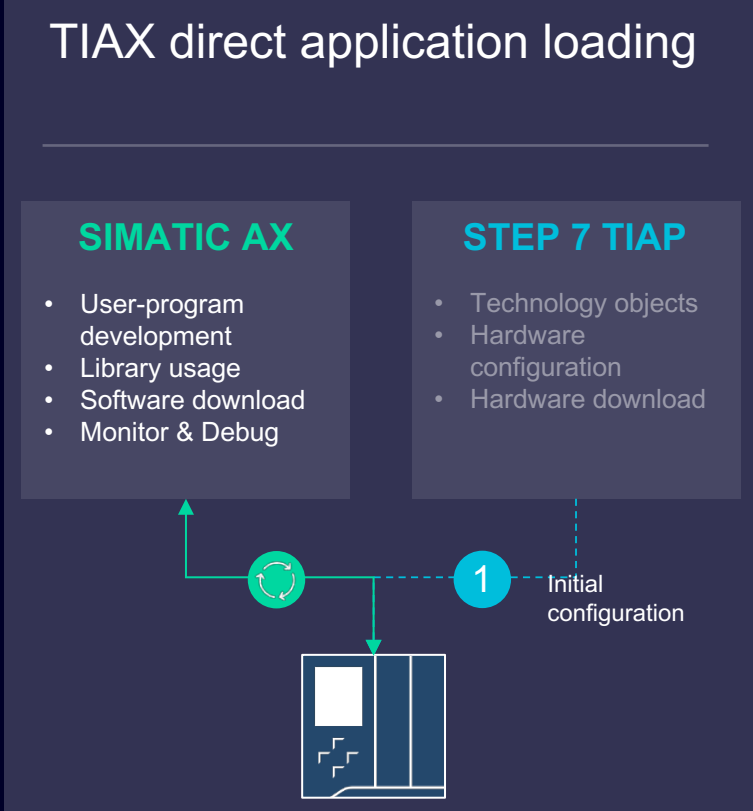 TIAX direct application loading
SIMATIC AX
• User-program
development
• Library usage
• Software download
• Monitor & Debug
STEP 7 TIAP
• Technology objects
• Hardware
configuration
• Hardware download
1
Initial
configuration